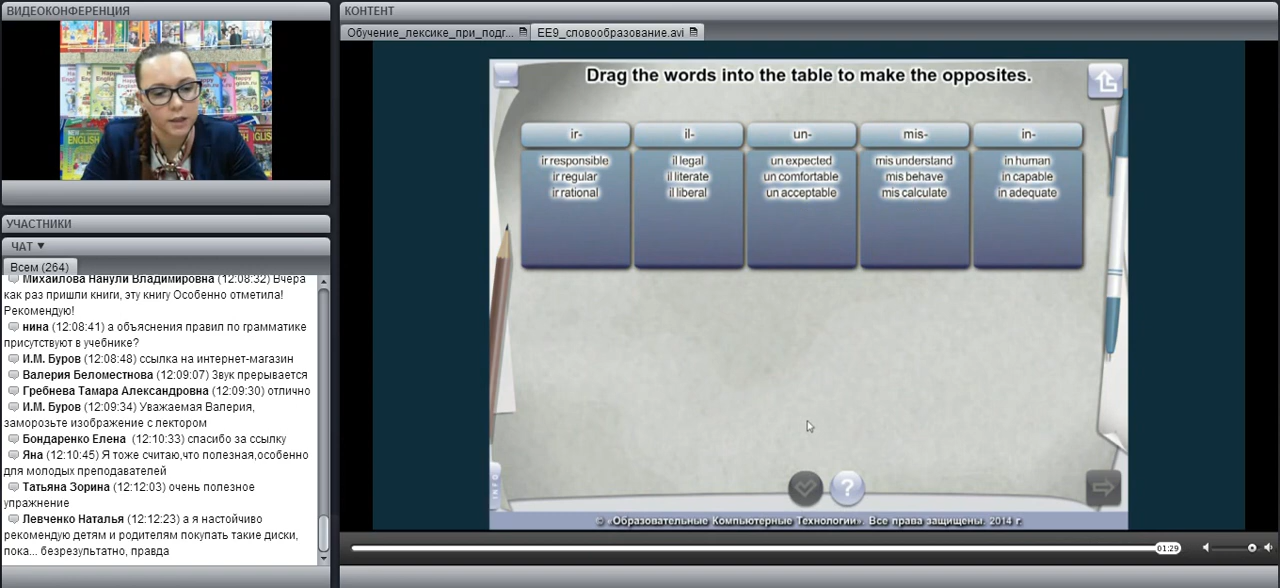 ВИДЕОКОНФЕРЕНЦИЯ
Happy
English
ENGLISH
УЧАСТНИКИ
ЧАТ ▼
Всем (264)
Михайлова Нанули Владимировна (12:08:32) Вчера
как раз пришли книги, эту книгу Особенно отметила!
Рекомендую!
нина (12:08:41) а объяснения правил по грамматике
присутствуют в учебнике?
И.М. Буров (12:08:48) ссылка на интернет-магазин
Валерия Беломестнова (12:09:07) Звук прерывается
Гребнева Тамара Александровна (12:09:30) отлично
И.М. Буров (12:09:34) Уважаемая Валерия,
заморозьте изображение с лектором
Бондаренко Елена (12:10:33) спасибо за ссылку
Яна (12:10:45) Я тоже считаю,что полезная,особенно
для молодых преподавателей
Татьяна Зорина (12:12:03) очень полезное
упражнение
Левченко Наталья (12:12:23) а я настойчиво
рекомендую детям и родителям покупать такие диски,
пока... безрезультатно, правда
КОНТЕНТ
Обучение_лексике_при_подг... EE9_словообразование.avi
Drag the words into the table to make the opposites.
ir- il- un- mis- in-
ir responsible il legal un expected mis understand in human
ir regular il literate un comfortable mis behave in capable
ir rational il liberal un acceptable mis calculate in adequate
INFO
?
© «Образовательные Компьютерные Технологии». Все права защищены. 2014 г.
01:29